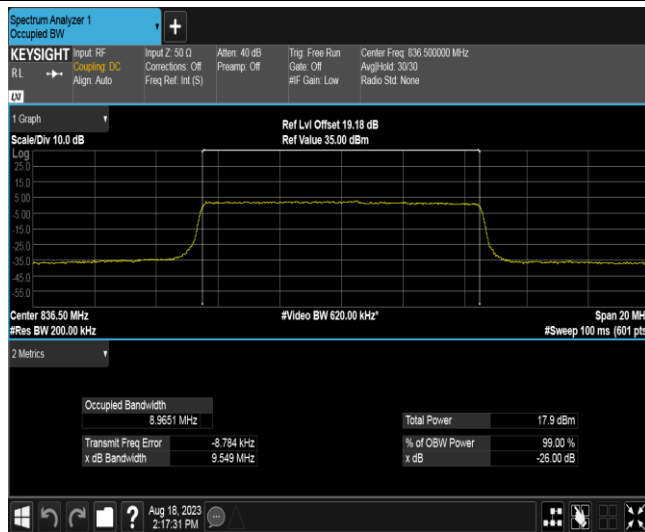 Spectrum Analyzer 1
Occupied BW
+
KEYSIGHT
RL
LXI
Input: RF
Coupling: DC
Align: Auto
Input Z: 50 Ω
Corrections: Off
Freq Ref: Int (S)
Atten: 40 dB
Preamp: Off
Trig: Free Run
Gate: Off
#IF Gain: Low
Center Freq: 836.500000 MHz
Avg|Hold: 30/30
Radio Std: None
1 Graph
Scale/Div 10.0 dB
Ref Lvl Offset 19.18 dB
Ref Value 35.00 dBm
Log
25.0
15.0
5.00
-5.00
-15.0
-25.0
-35.0
-45.0
-55.0
Center 836.50 MHz
#Res BW 200.00 kHz
#Video BW 620.00 kHz*
Span 20 MH
#Sweep 100 ms (601 pts
2 Metrics
Occupied Bandwidth
8.9651 MHz
Transmit Freq Error -8.784 kHz
x dB Bandwidth 9.549 MHz
Total Power 17.9 dBm
% of OBW Power 99.00 %
x dB -26.00 dB
?
Aug 18, 2023
2:17:31 PM